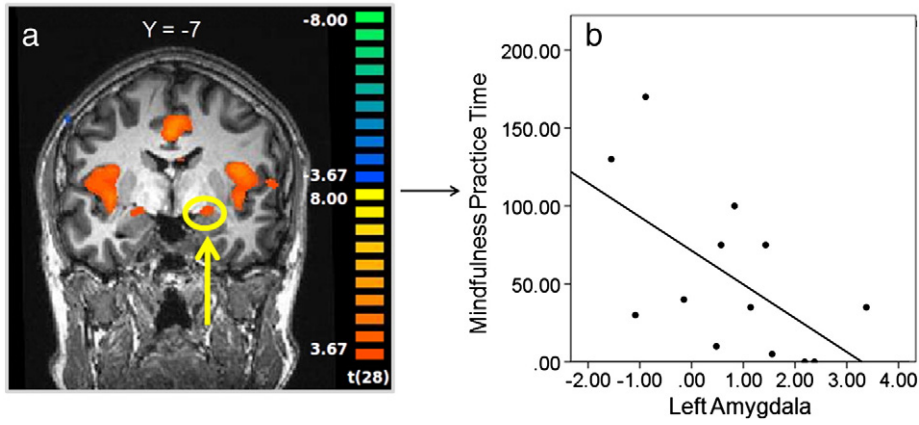 a
Y = -7
-8.00
-3.67
8.00
3.67
t(28)
b
Mindfulness Practice Time
200.00
150.00
100.00
50.00
.00
-2.00 -1.00 .00 1.00 2.00 3.00 4.00
Left Amygdala